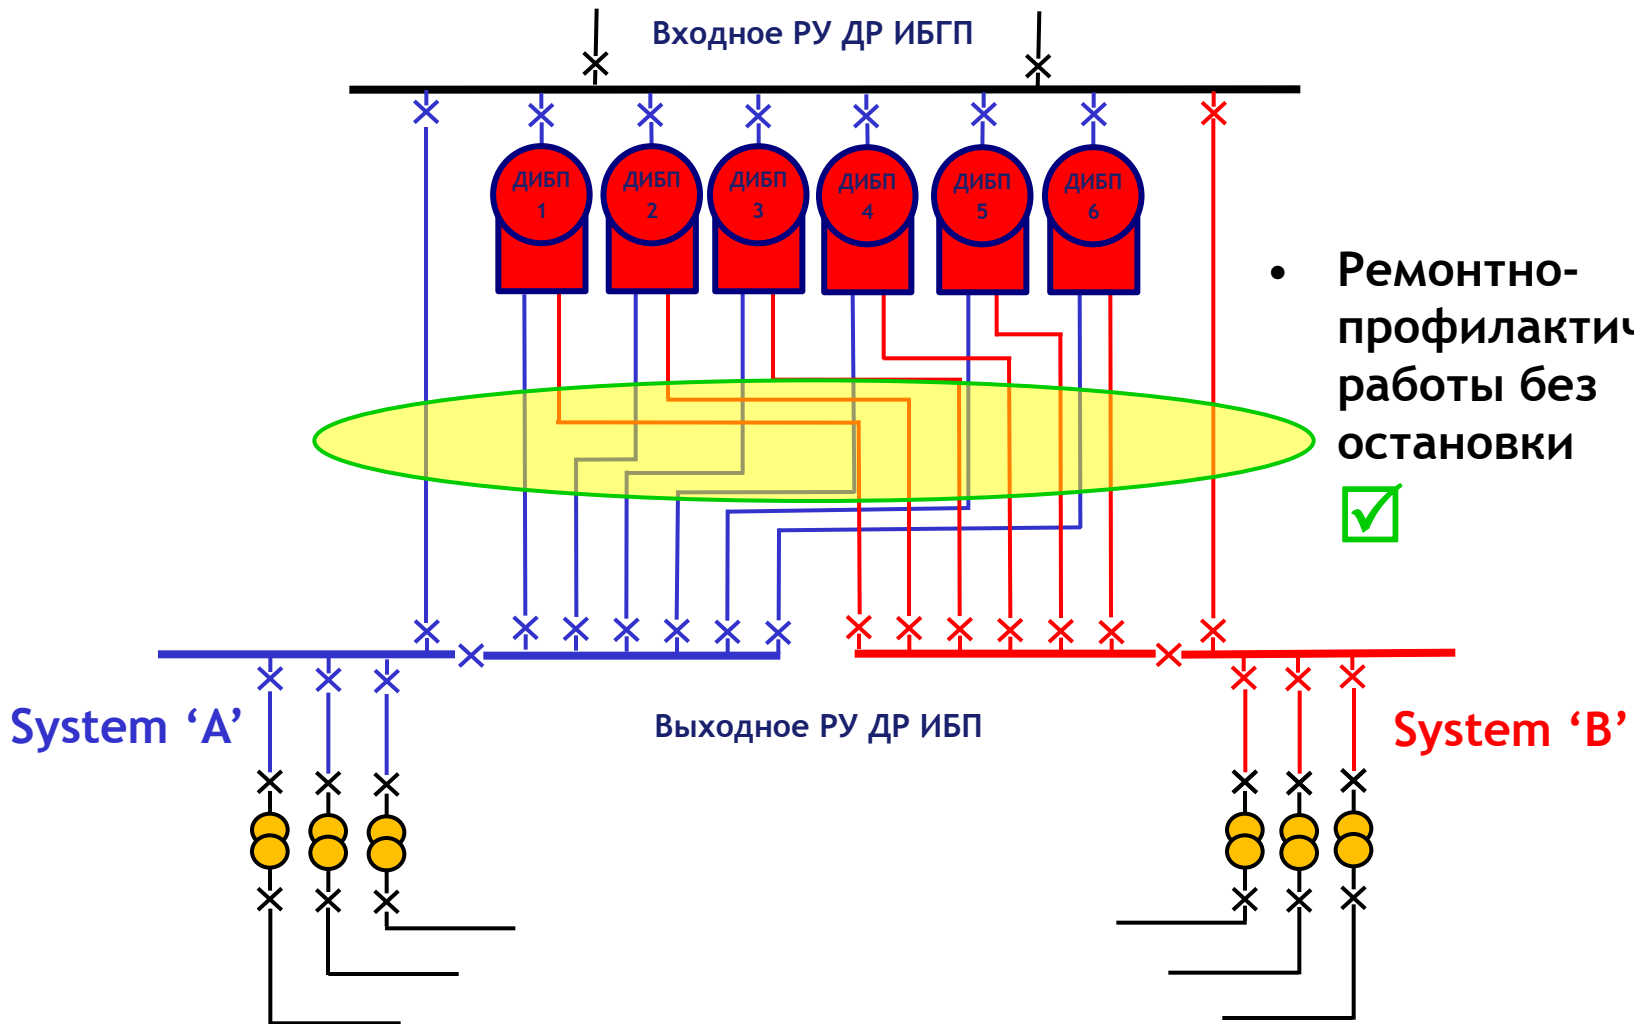 Входное РУ ДР ИБГП
ДИБП
1
ДИБП
2
ДИБП
3
ДИБП
4
ДИБП
5
ДИБП
6
• Ремонтно-
профилактич
работы без
остановки
System ‘A’
Выходное РУ ДР ИБП
System ‘B’